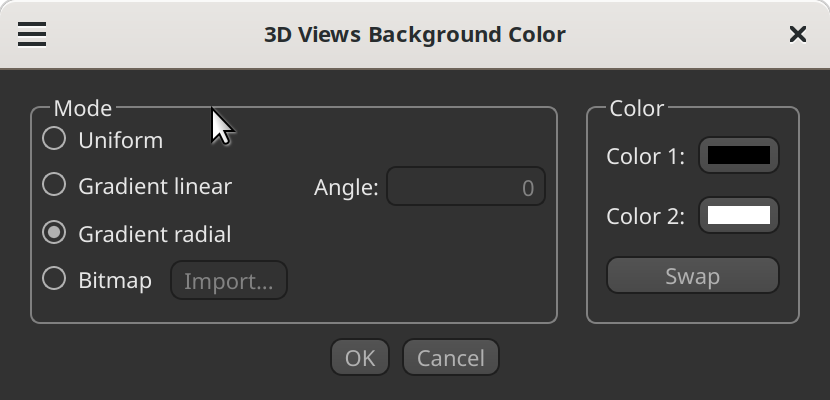 3D Views Background Color
Mode
Uniform
Gradient linear
Angle: 0
Gradient radial
Bitmap Import...
Color
Color 1:
Color 2:
Swap
OK Cancel